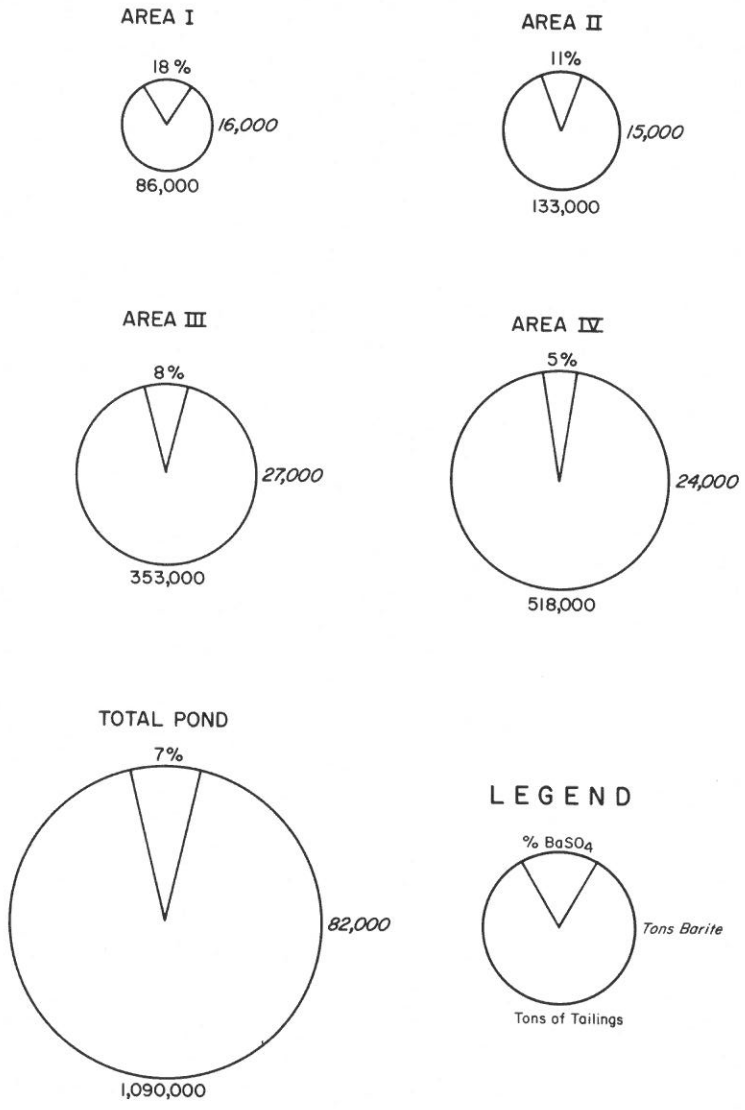 AREA I
18%
16,000
86,000
AREA II
11%
15,000
133,000
AREA III
8%
27,000
353,000
AREA IV
5%
24,000
518,000
TOTAL POND
7%
82,000
1,090,000
LEGEND
% BaSO4
Tons Barite
Tons of Tailings